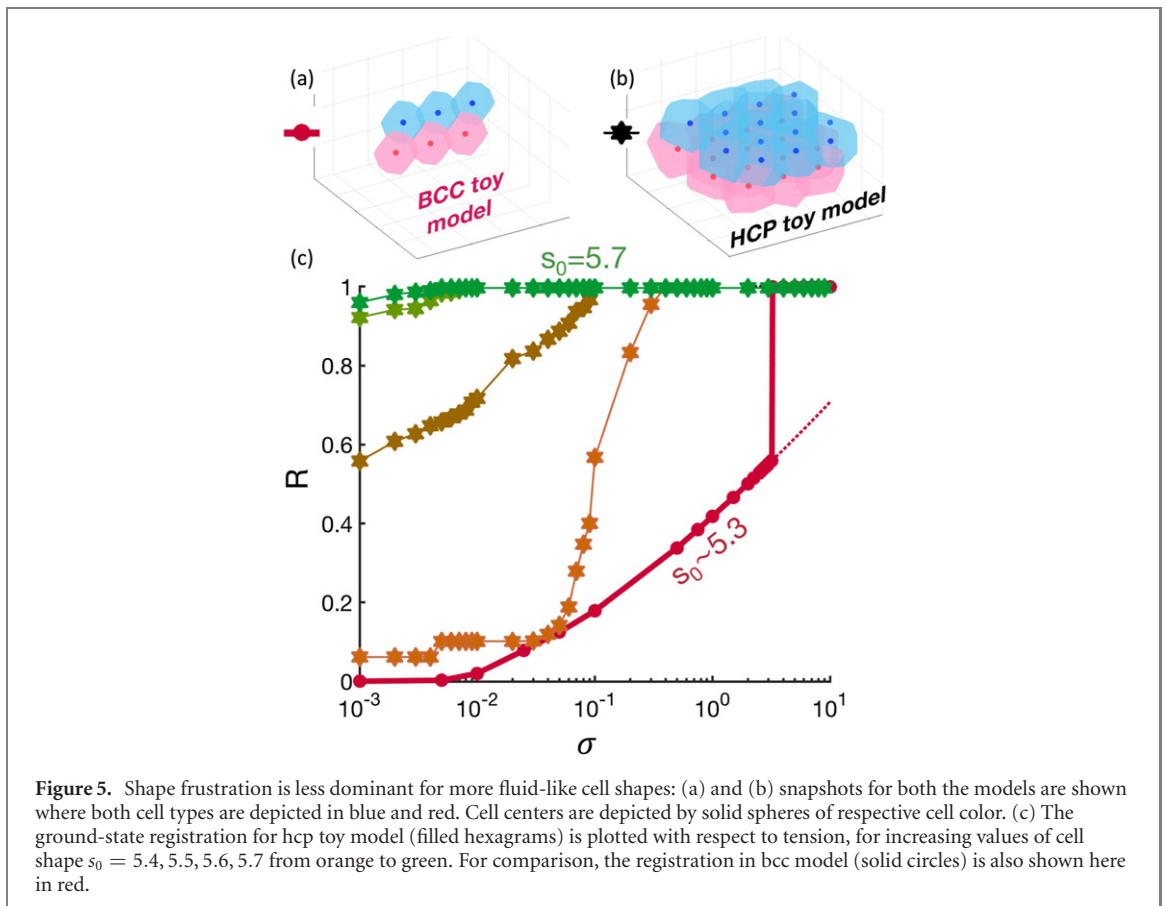 (a)
(b)
BCC toy
model
HCP toy model
(c)
s₀=5.7
1
0.8
0.6
0.4
0.2
0
R
s₀~5.3
10⁻³
10⁻²
10⁻¹
10⁰
10¹
σ
Figure 5. Shape frustration is less dominant for more fluid-like cell shapes: (a) and (b) snapshots for both the models are shown
where both cell types are depicted in blue and red. Cell centers are depicted by solid spheres of respective cell color. (c) The
ground-state registration for hcp toy model (filled hexagrams) is plotted with respect to tension, for increasing values of cell
shape s₀ = 5.4, 5.5, 5.6, 5.7 from orange to green. For comparison, the registration in bcc model (solid circles) is also shown here
in red.